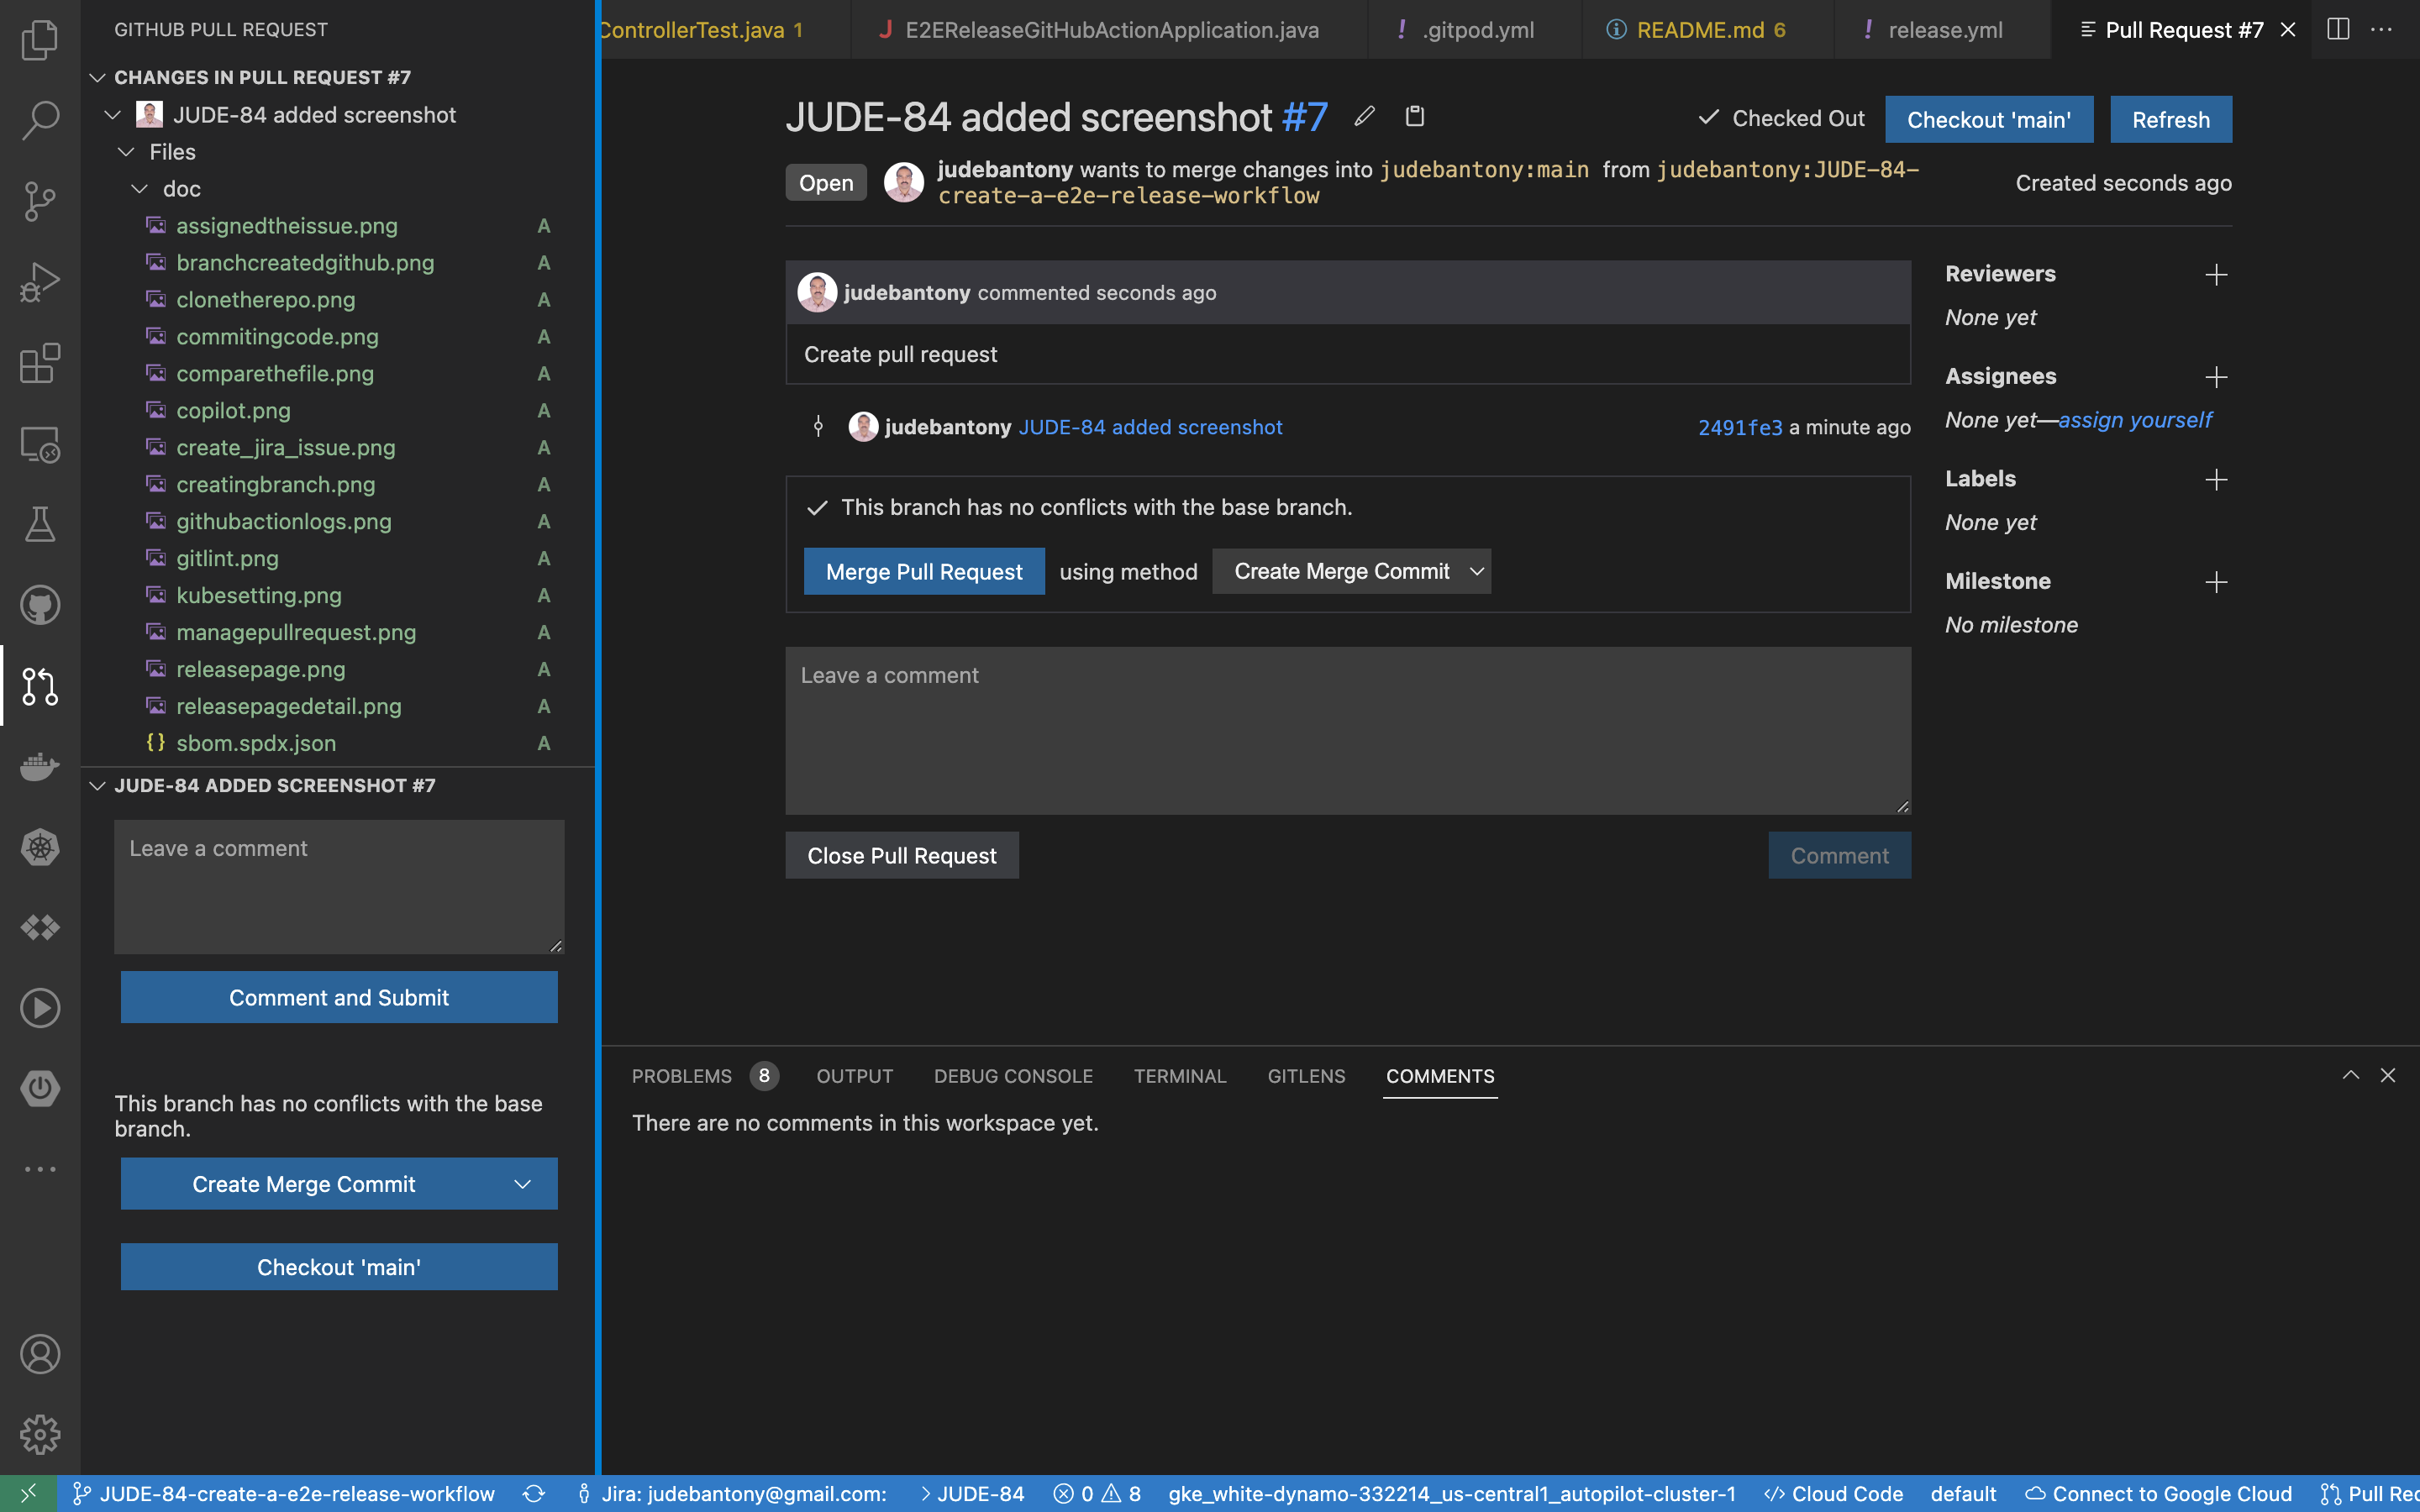 GITHUB PULL REQUEST
CHANGES IN PULL REQUEST #7
JUDE-84 added screenshot
Files
doc
assignedtheissue.png A
branchcreatedgithub.png A
clonetherepo.png A
commitingcode.png A
comparethefile.png A
copilot.png A
create_jira_issue.png A
creatingbranch.png A
githubactionlogs.png A
gitlint.png A
kubesetting.png A
managepullrequest.png A
releasepage.png A
releasepagedetail.png A
{} sbom.spdx.json A
JUDE-84 ADDED SCREENSHOT #7
Leave a comment
Comment and Submit
This branch has no conflicts with the base
branch.
Create Merge Commit
Checkout 'main'
ControllerTest.java 1
J E2EReleaseGitHubActionApplication.java
! .gitpod.yml
README.md 6
! release.yml
Pull Request #7
JUDE-84 added screenshot #7
Checked Out
Checkout 'main'
Refresh
Open
judebantony wants to merge changes into judebantony:main from judebantony:JUDE-84-
create-a-e2e-release-workflow
Created seconds ago
judebantony commented seconds ago
Create pull request
judebantony JUDE-84 added screenshot 2491fe3 a minute ago
This branch has no conflicts with the base branch.
Merge Pull Request using method Create Merge Commit
Leave a comment
Close Pull Request
Comment
Reviewers
None yet
Assignees
None yet—assign yourself
Labels
None yet
Milestone
No milestone
PROBLEMS 8 OUTPUT DEBUG CONSOLE TERMINAL GITLENS COMMENTS
There are no comments in this workspace yet.
JUDE-84-create-a-e2e-release-workflow Jira: judebantony@gmail.com: > JUDE-84 0 8 gke_white-dynamo-332214_us-central1_autopilot-cluster-1 </> Cloud Code default Connect to Google Cloud Pull Rec